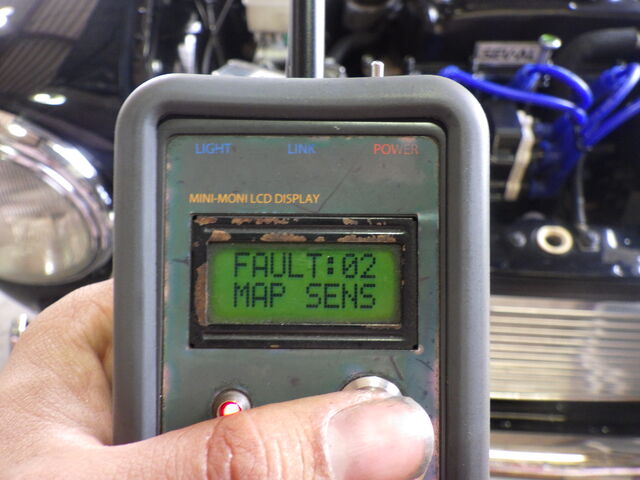 LIGHT LINK POWER
MINI-MONI LCD DISPLAY
FAULT:02
MAP SENS